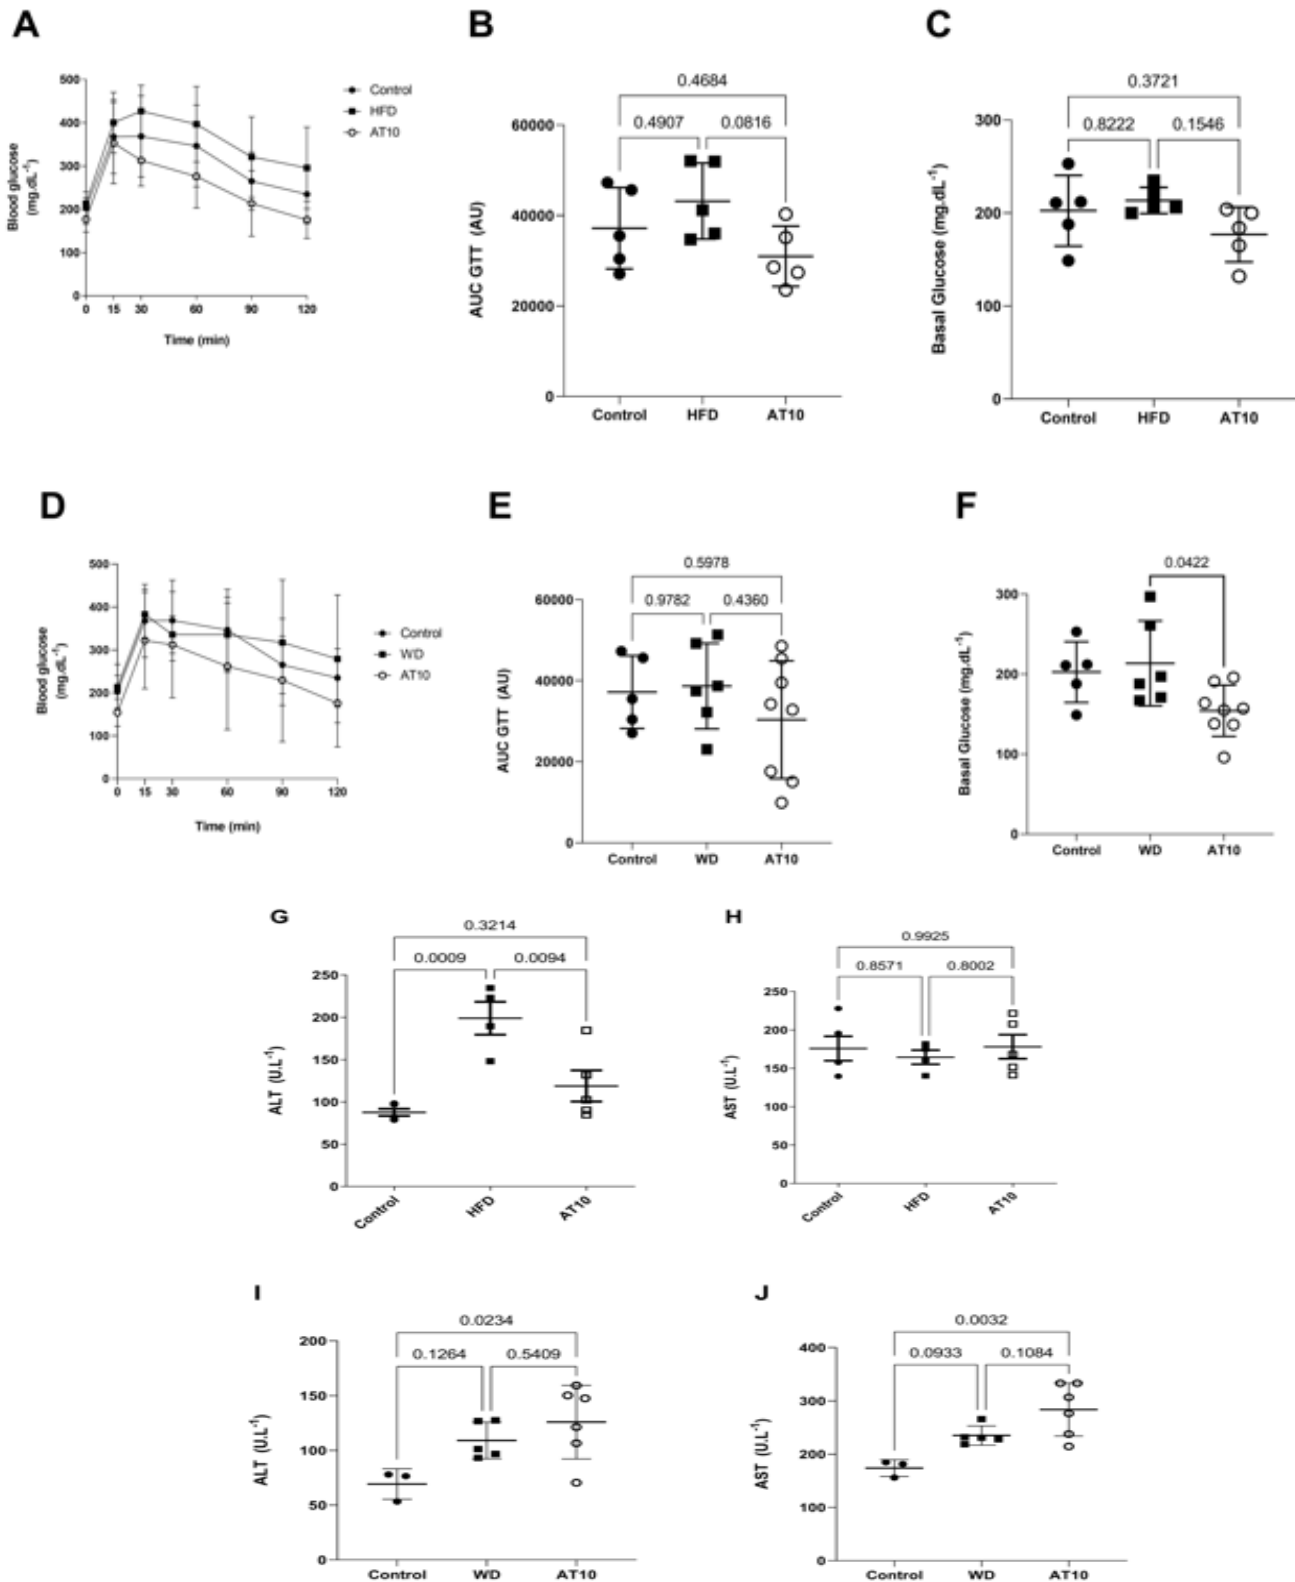 A
B
C
500
400
300
200
100
0
Blood glucose
(mg.dL-1)
0 15 30 60 90 120
Time (min)
Control
HFD
AT10
0.4684
0.4907 0.0816
60000
40000
20000
0
AUC GTT (AU)
Control HFD AT10
0.3721
0.8222 0.1546
300
200
100
0
Basal Glucose (mg.dL-1)
Control HFD AT10
D
E
F
500
400
300
200
100
0
Blood glucose
(mg.dL-1)
0 15 30 60 90 120
Time (min)
Control
WD
AT10
0.5978
0.9782 0.4360
60000
40000
20000
0
AUC GTT (AU)
Control WD AT10
0.0422
300
200
100
0
Basal Glucose (mg.dL-1)
Control WD AT10
G
H
0.3214
0.0009 0.0094
250
200
150
100
50
0
ALT (U.L-1)
Control HFD AT10
0.9925
0.8571 0.8002
250
200
150
100
50
0
AST (U.L-1)
Control HFD AT10
I
J
0.0234
0.1264 0.5409
200
150
100
50
0
ALT (U.L-1)
Control WD AT10
0.0032
0.0933 0.1084
400
300
200
100
0
AST (U.L-1)
Control WD AT10